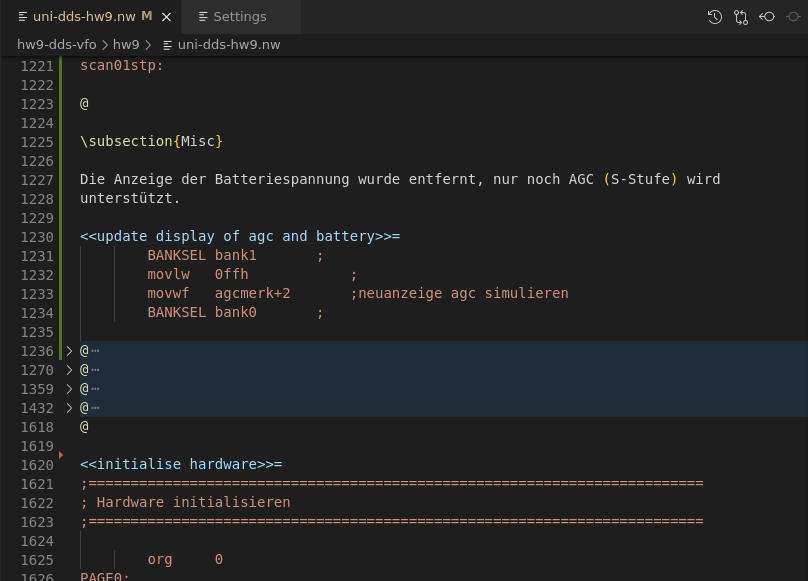 uni-dds-hw9.nw M Settings
hw9-dds-vfo > hw9 > uni-dds-hw9.nw
1221 scan01stp:
1222
1223 @
1224
1225 \subsection{Misc}
1226
1227 Die Anzeige der Batteriespannung wurde entfernt, nur noch AGC (S-Stufe) wird
1228 unterstützt.
1229
1230 <<update display of agc and battery>>=
1231 BANKSEL bank1 ;
1232 movlw 0ffh ;
1233 movwf agcmerk+2 ;neuanzeige agc simulieren
1234 BANKSEL bank0 ;
1235
1236 > @ ⋯
1270 > @ ⋯
1359 > @ ⋯
1432 > @ ⋯
1618 @
1619
1620 <<initialise hardware>>=
1621 ;=========================================================================
1622 ; Hardware initialisieren
1623 ;=========================================================================
1624
1625 org 0
1626 PAGE0: